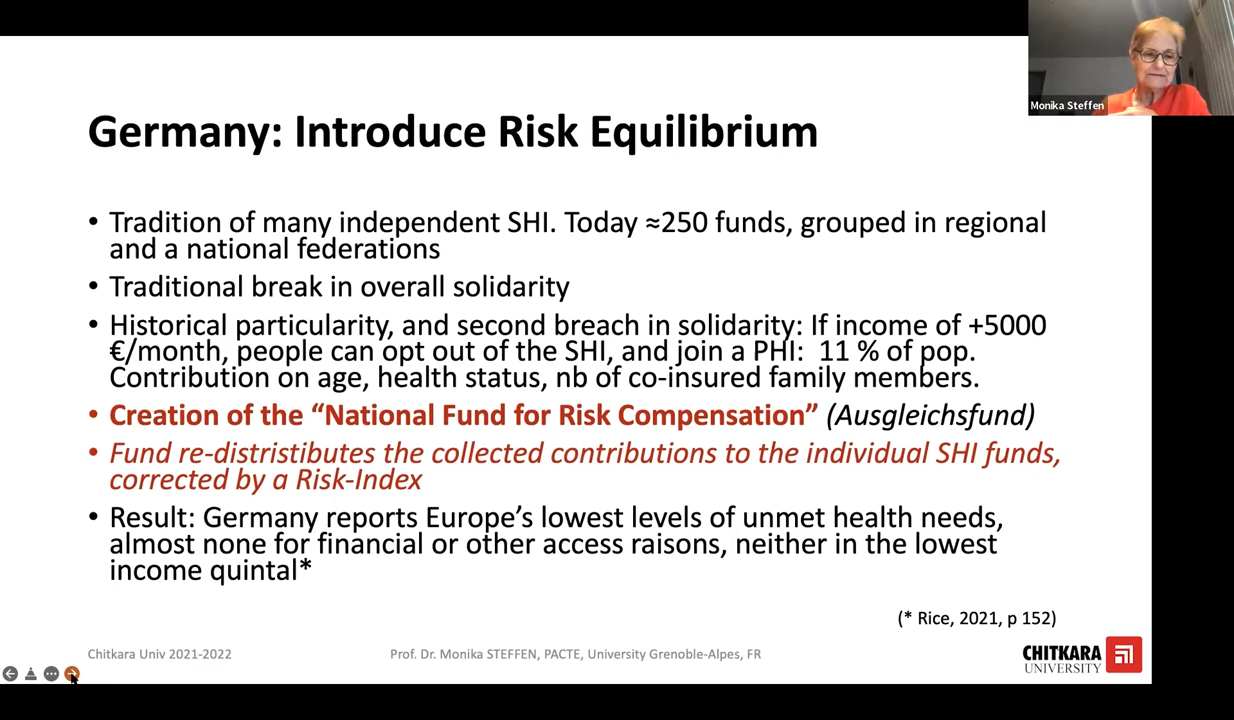 Monika Steffen
Germany: Introduce Risk Equilibrium
• Tradition of many independent SHI. Today ≈250 funds, grouped in regional
and a national federations
• Traditional break in overall solidarity
• Historical particularity, and second breach in solidarity: If income of +5000
€/month, people can opt out of the SHI, and join a PHI: 11 % of pop.
Contribution on age, health status, nb of co-insured family members.
• Creation of the “National Fund for Risk Compensation” (Ausgleichsfund)
• Fund re-distristibutes the collected contributions to the individual SHI funds,
corrected by a Risk-Index
• Result: Germany reports Europe’s lowest levels of unmet health needs,
almost none for financial or other access raisons, neither in the lowest
income quintal*
(* Rice, 2021, p 152)
Chitkara Univ 2021-2022
Prof. Dr. Monika STEFFEN, PACTE, University Grenoble-Alpes, FR
CHITKARA
UNIVERSITY